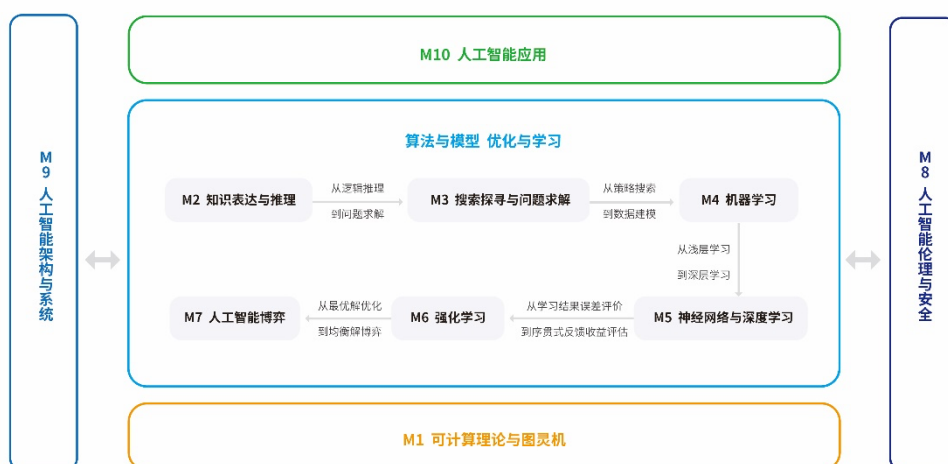 M10 人工智能应用
M9 人工智能架构与系统
算法与模型 优化与学习
M2 知识表达与推理
从逻辑推理
到问题求解
M3 搜索探寻与问题求解
从策略搜索
到数据建模
M4 机器学习
从浅层学习
到深层学习
M5 神经网络与深度学习
从学习结果误差评价
到序贯式反馈收益评估
M6 强化学习
从最优解优化
到均衡解博弈
M7 人工智能博弈
M8 人工智能伦理与安全
M1 可计算理论与图灵机